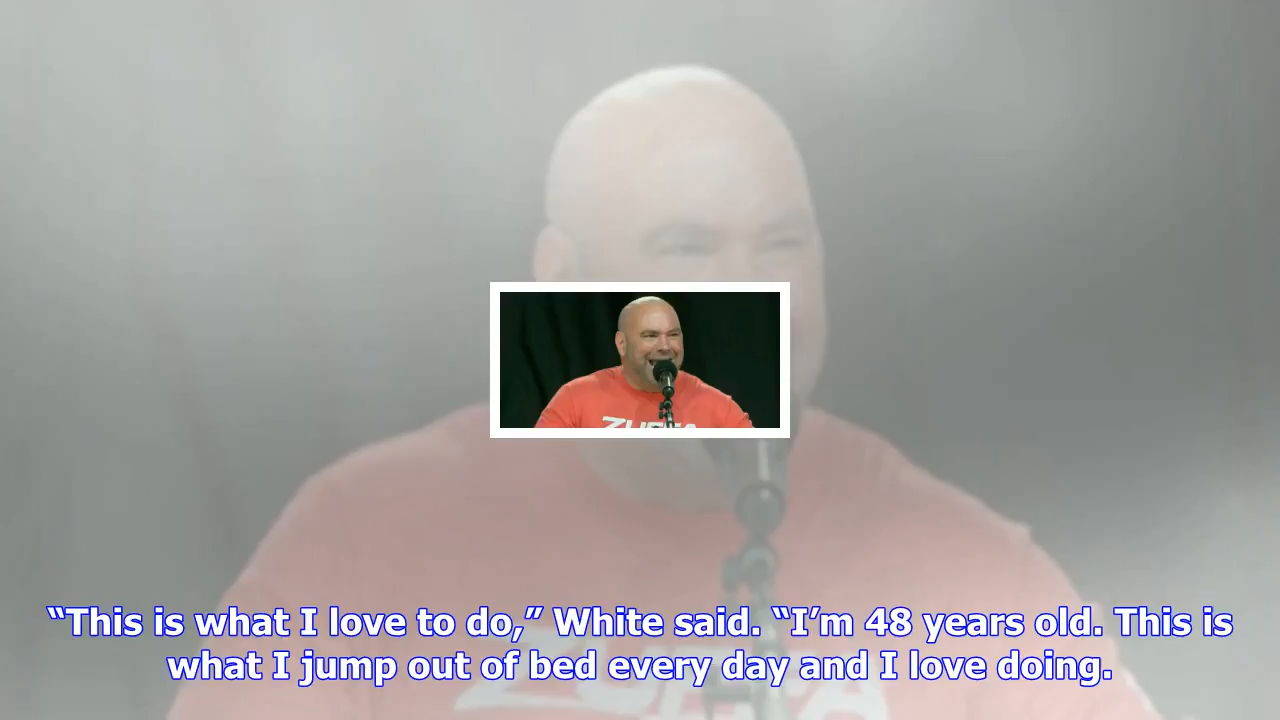 ZUFFA
“This is what I love to do,” White said. “I’m 48 years old. This is
what I jump out of bed every day and I love doing.